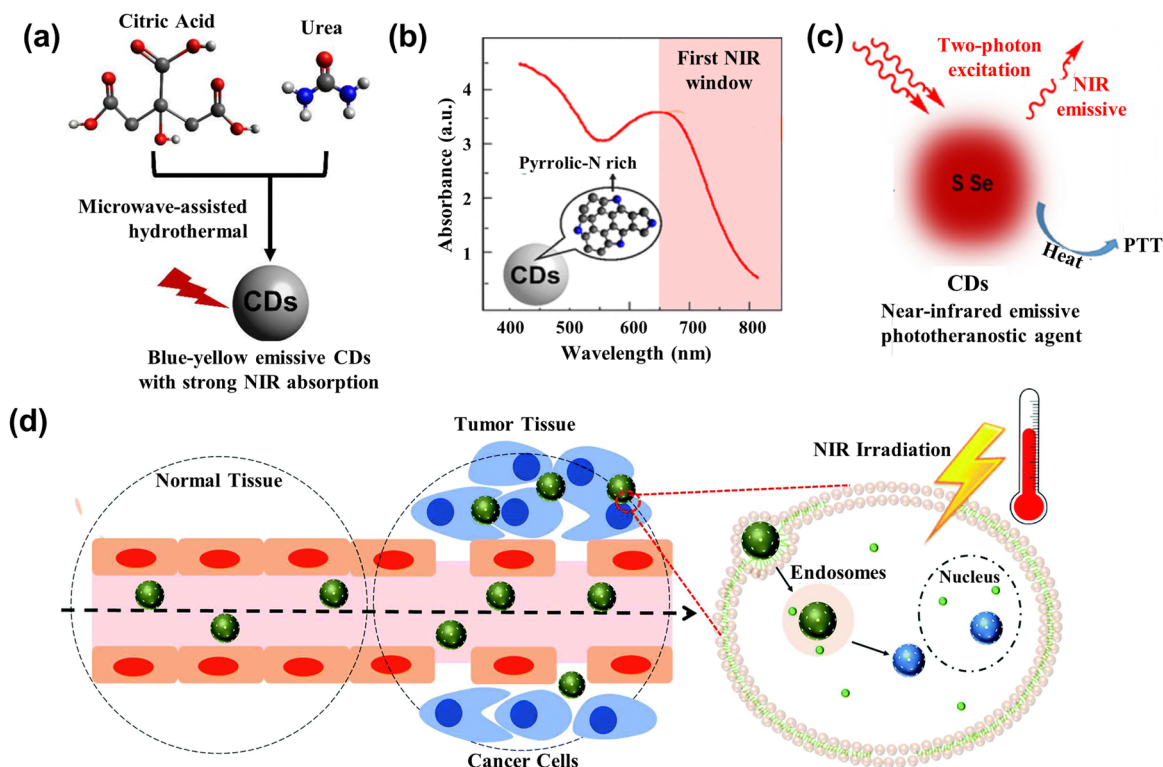 (a)
Citric Acid
Urea
Microwave-assisted
hydrothermal
CDs
Blue-yellow emissive CDs
with strong NIR absorption
(b)
First NIR
window
Absorbance (a.u.)
4
3
2
1
Pyrrolic-N rich
CDs
400 500 600 700 800
Wavelength (nm)
(c)
Two-photon
excitation
NIR
emissive
S Se
Heat
PTT
CDs
Near-infrared emissive
phototheranostic agent
(d)
Normal Tissue
Tumor Tissue
Cancer Cells
NIR Irradiation
Endosomes
Nucleus